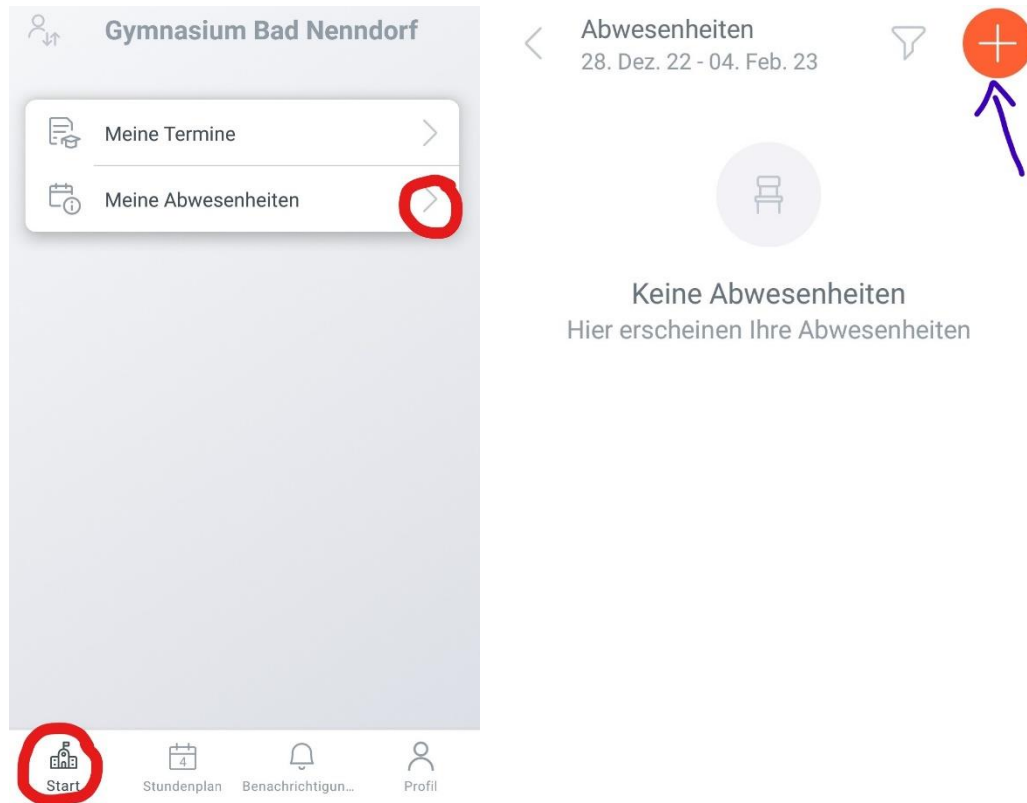 Gymnasium Bad Nenndorf
Meine Termine
Meine Abwesenheiten
4
Start
Stundenplan
Benachrichtigun...
Profil
Abwesenheiten
28. Dez. 22 - 04. Feb. 23
Keine Abwesenheiten
Hier erscheinen Ihre Abwesenheiten